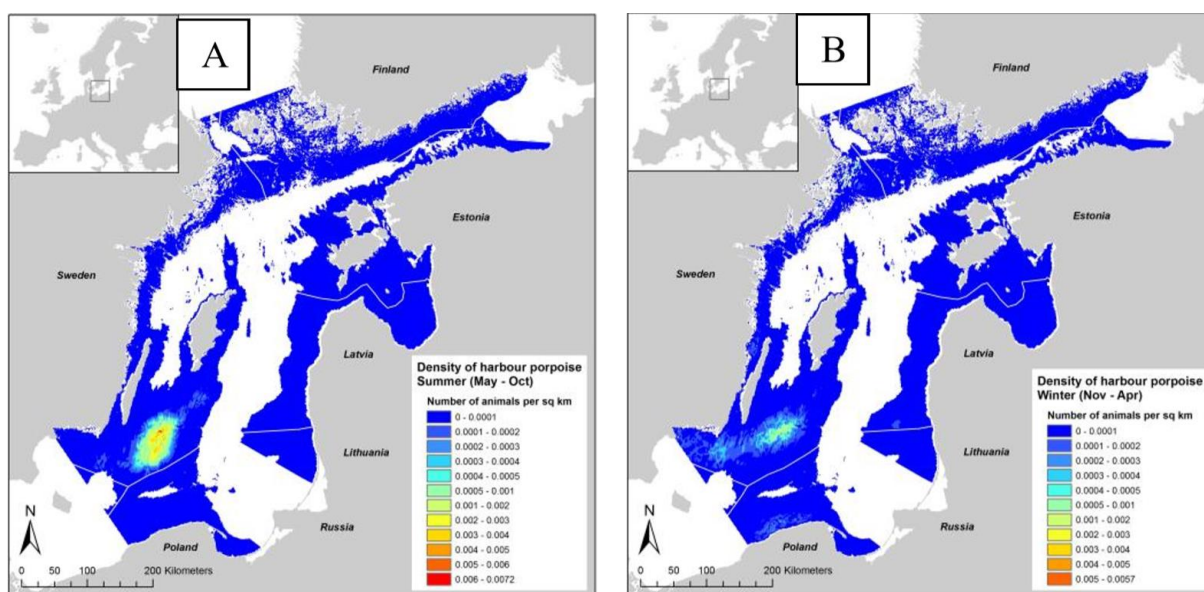 A
Finland
Estonia
Sweden
Latvia
Lithuania
Russia
Poland
N
0 100 200 Kilometers
Density of harbour porpoise
Summer (May - Oct)
Number of animals per sq km
0 - 0.0001
0.0001 - 0.0002
0.0002 - 0.0003
0.0003 - 0.0004
0.0004 - 0.0005
0.0005 - 0.001
0.001 - 0.002
0.002 - 0.003
0.003 - 0.004
0.004 - 0.005
0.005 - 0.006
0.006 - 0.0072
B
Finland
Estonia
Sweden
Latvia
Lithuania
Russia
Poland
N
0 100 200 Kilometers
Density of harbour porpoise
Winter (Nov - Apr)
Number of animals per sq km
0 - 0.0001
0.0001 - 0.0002
0.0002 - 0.0003
0.0003 - 0.0004
0.0004 - 0.0005
0.0005 - 0.001
0.001 - 0.002
0.002 - 0.003
0.003 - 0.004
0.004 - 0.005
0.005 - 0.0057